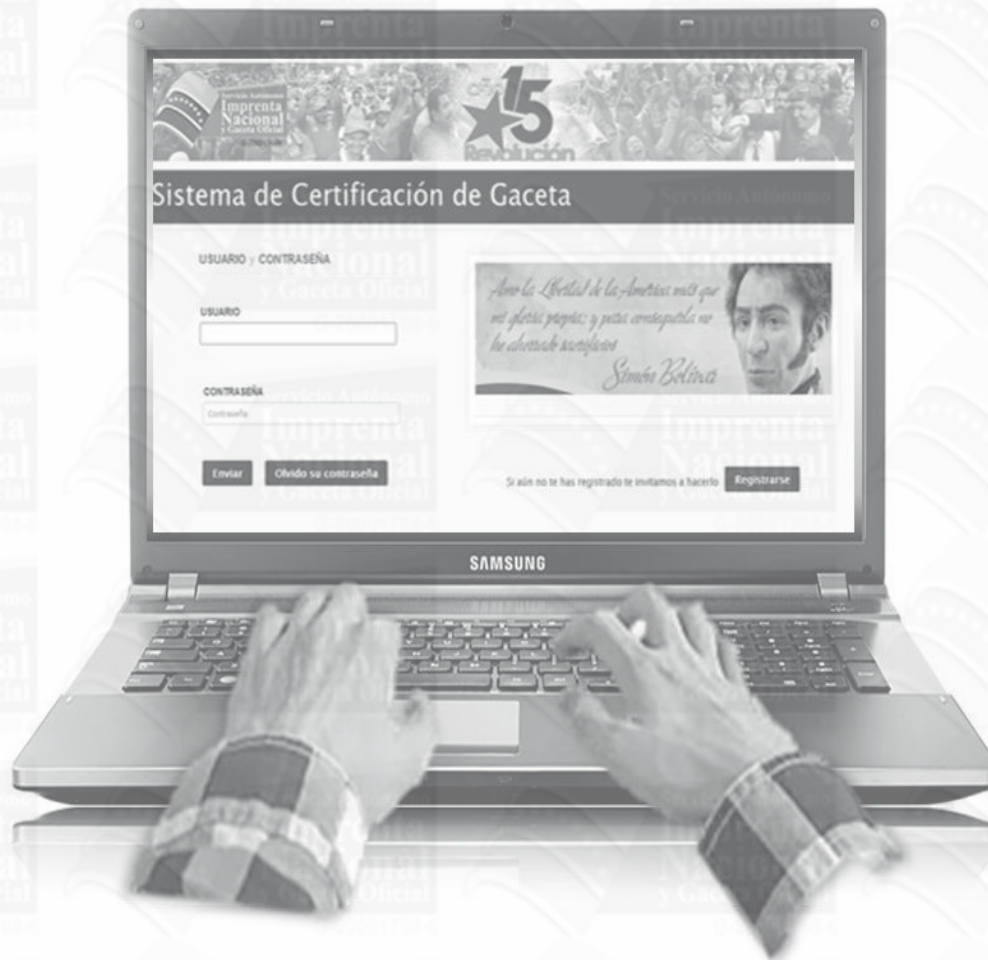 Servicio Autónomo
Imprenta
Nacional
y Gaceta Oficial
15
Revolución
Sistema de Certificación de Gaceta
USUARIO y CONTRASEÑA
USUARIO
CONTRASEÑA
Contraseña
Enviar
Olvido su contraseña
Amo la Libertad de la América más que
mi gloria propia; y para conseguirla no
he ahorrado sacrificios
Simón Bolívar
Si aún no te has registrado te invitamos a hacerlo
Registrarse
SAMSUNG